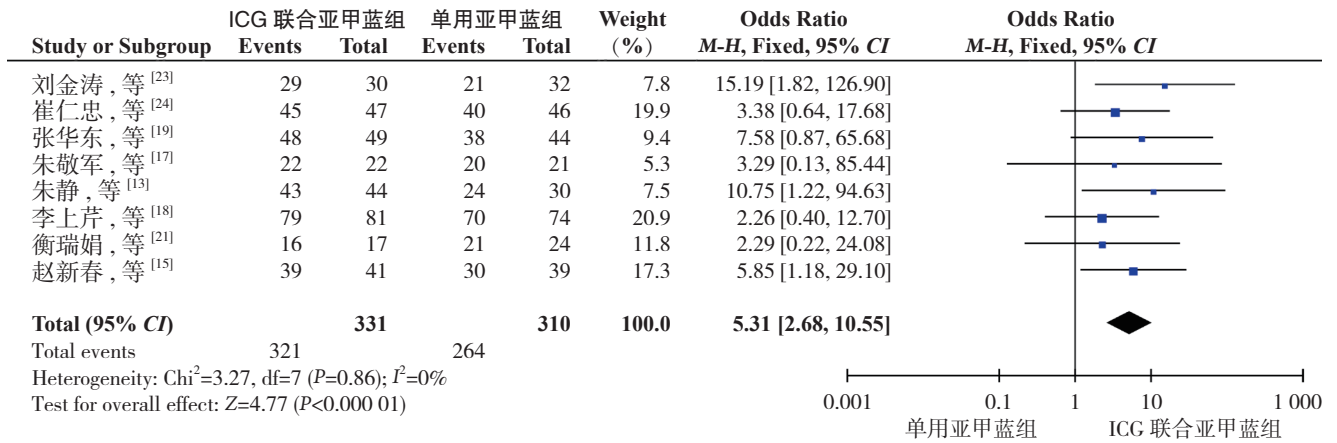 ICG 联合亚甲蓝组 单用亚甲蓝组 Weight Odds Ratio Odds Ratio
Study or Subgroup Events Total Events Total (%) M-H, Fixed, 95% CI M-H, Fixed, 95% CI
刘金涛 , 等 [23] 29 30 21 32 7.8 15.19 [1.82, 126.90]
崔仁忠 , 等 [24] 45 47 40 46 19.9 3.38 [0.64, 17.68]
张华东 , 等 [19] 48 49 38 44 9.4 7.58 [0.87, 65.68]
朱敬军 , 等 [17] 22 22 20 21 5.3 3.29 [0.13, 85.44]
朱静 , 等 [13] 43 44 24 30 7.5 10.75 [1.22, 94.63]
李上芹 , 等 [18] 79 81 70 74 20.9 2.26 [0.40, 12.70]
衡瑞娟 , 等 [21] 16 17 21 24 11.8 2.29 [0.22, 24.08]
赵新春 , 等 [15] 39 41 30 39 17.3 5.85 [1.18, 29.10]
Total (95% CI) 331 310 100.0 5.31 [2.68, 10.55]
Total events 321 264
Heterogeneity: Chi²=3.27, df=7 (P=0.86); I²=0%
Test for overall effect: Z=4.77 (P<0.000 01)
0.001 0.1 1 10 1 000
单用亚甲蓝组 ICG 联合亚甲蓝组